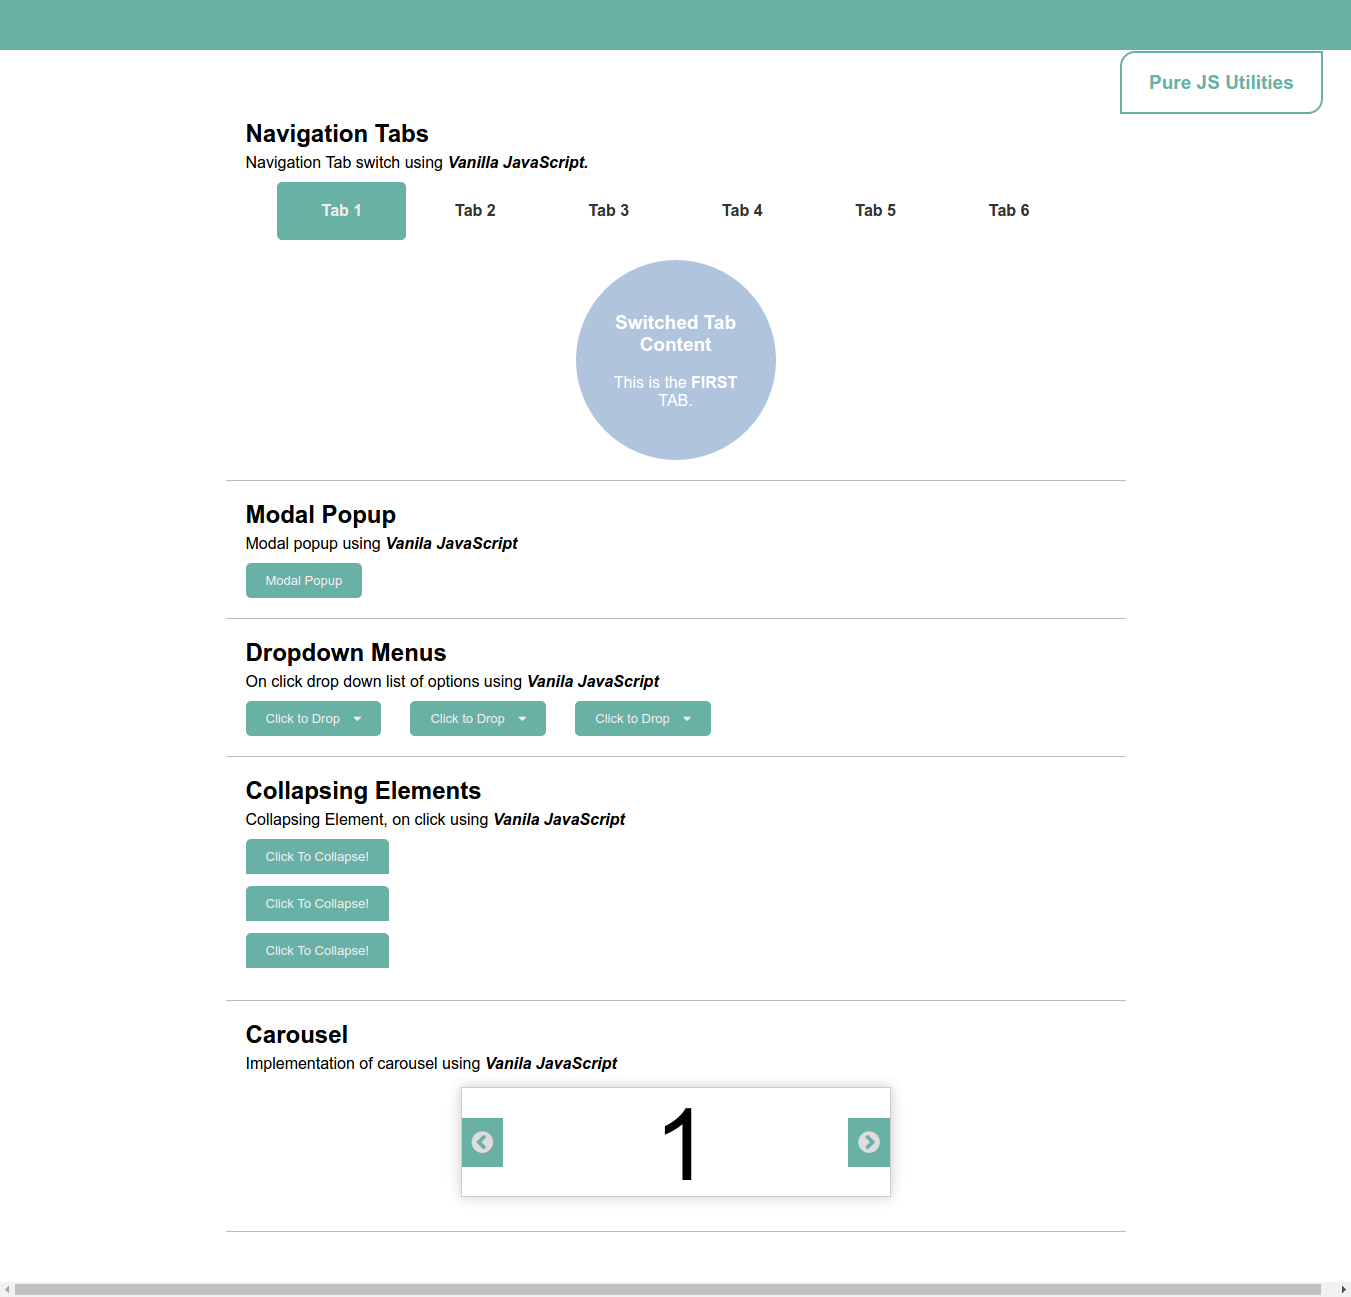 Pure JS Utilities
Navigation Tabs
Navigation Tab switch using Vanilla JavaScript.
Tab 1 Tab 2 Tab 3 Tab 4 Tab 5 Tab 6
Switched Tab
Content
This is the FIRST
TAB.
Modal Popup
Modal popup using Vanila JavaScript
Modal Popup
Dropdown Menus
On click drop down list of options using Vanila JavaScript
Click to Drop Click to Drop Click to Drop
Collapsing Elements
Collapsing Element, on click using Vanila JavaScript
Click To Collapse!
Click To Collapse!
Click To Collapse!
Carousel
Implementation of carousel using Vanila JavaScript
1